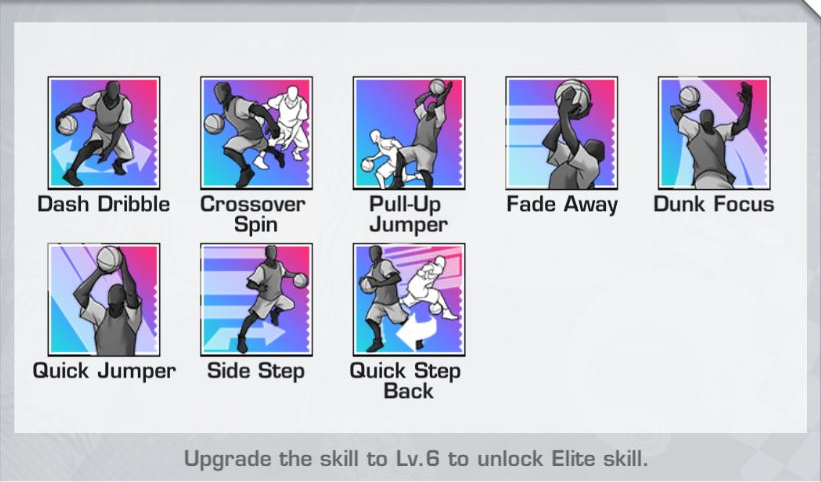 Dash Dribble
Crossover
Spin
Pull-Up
Jumper
Fade Away
Dunk Focus
Quick Jumper
Side Step
Quick Step
Back
Upgrade the skill to Lv.6 to unlock Elite skill.